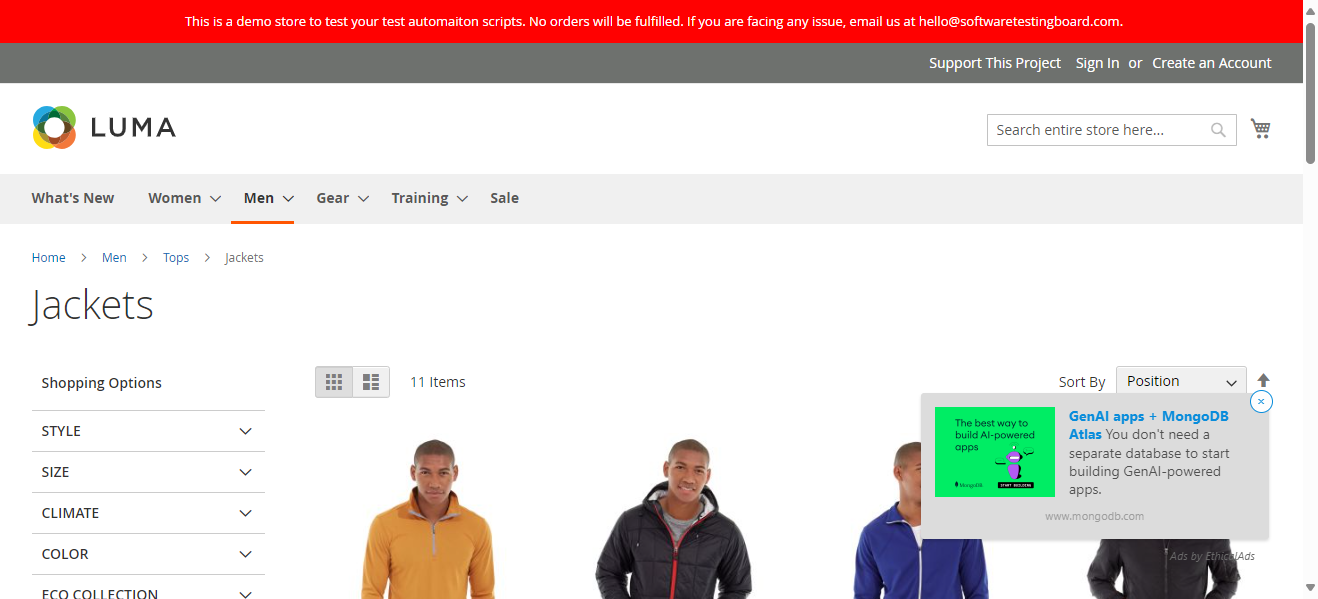 This is a demo store to test your test automaiton scripts. No orders will be fulfilled. If you are facing any issue, email us at hello@softwaretestingboard.com.
Support This Project Sign In or Create an Account
LUMA
Search entire store here...
What's New Women Men Gear Training Sale
Home Men Tops Jackets
Jackets
Shopping Options
11 Items
Sort By Position
STYLE
SIZE
CLIMATE
COLOR
ECO COLLECTION
The best way to
build AI-powered
apps
MongoDB.
START BUILDING
GenAI apps + MongoDB
Atlas You don't need a
separate database to start
building GenAI-powered
apps.
www.mongodb.com
Ads by EthicalAds